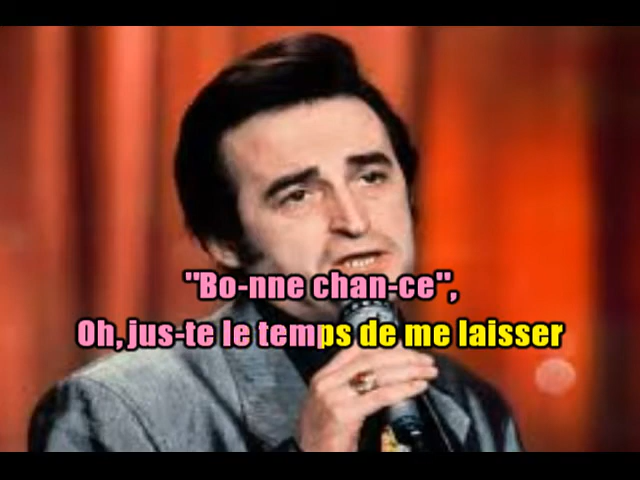 "Bo-nne chan-ce",
Oh, jus-te le temps de me laisser